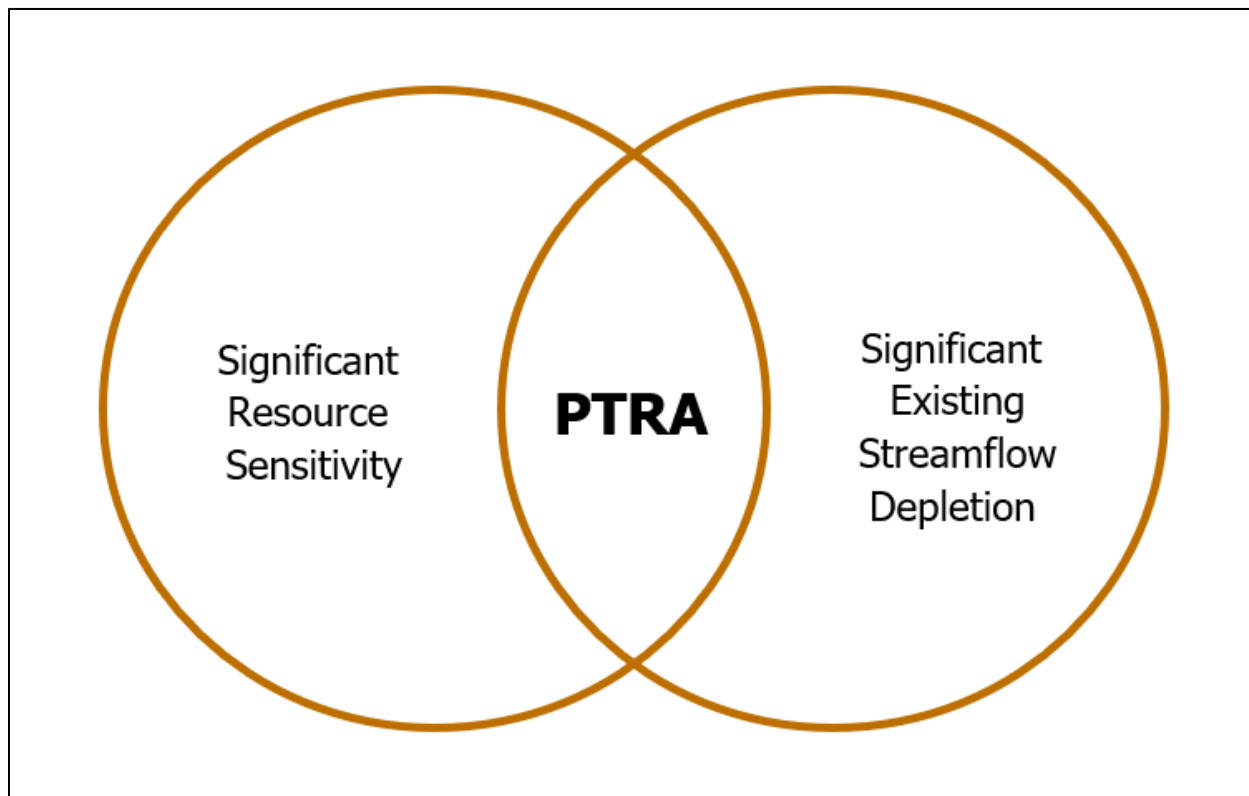 Significant
Resource
Sensitivity
PTRA
Significant
Existing
Streamflow
Depletion